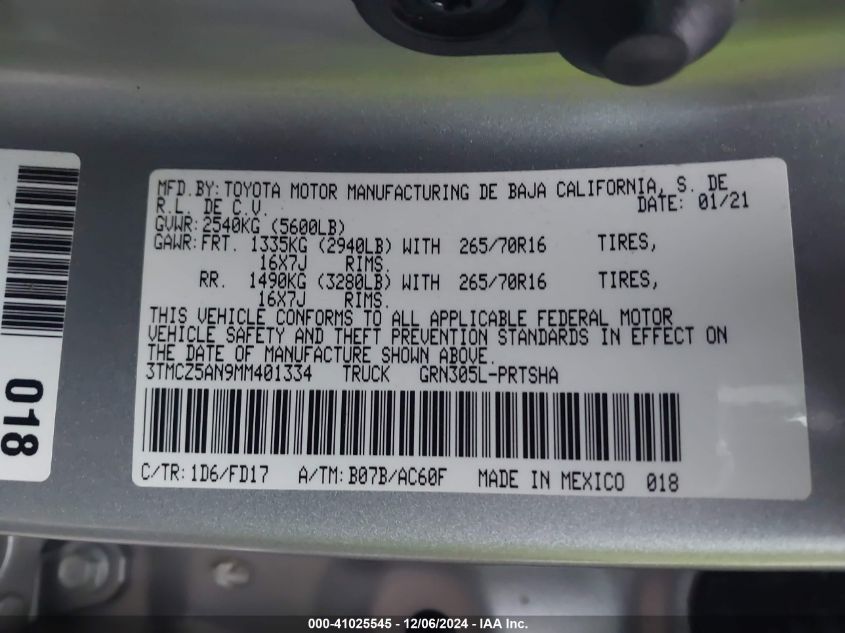 MFD.BY:TOYOTA MOTOR MANUFACTURING DE BAJA CALIFORNIA, S. DE
R.L. DE C.V. DATE: 01/21
GVWR:2540KG (5600LB)
GAWR:FRT. 1335KG (2940LB) WITH 265/70R16 TIRES,
16X7J RIMS.
RR. 1490KG (3280LB) WITH 265/70R16 TIRES,
16X7J RIMS.
THIS VEHICLE CONFORMS TO ALL APPLICABLE FEDERAL MOTOR
VEHICLE SAFETY AND THEFT PREVENTION STANDARDS IN EFFECT ON
THE DATE OF MANUFACTURE SHOWN ABOVE.
3TMCZ5AN9MM401334 TRUCK GRN305L-PRTSHA
C/TR:1D6/FD17 A/TM:B07B/AC60F MADE IN MEXICO 018
018
000-41025545 - 12/06/2024 - IAA Inc.